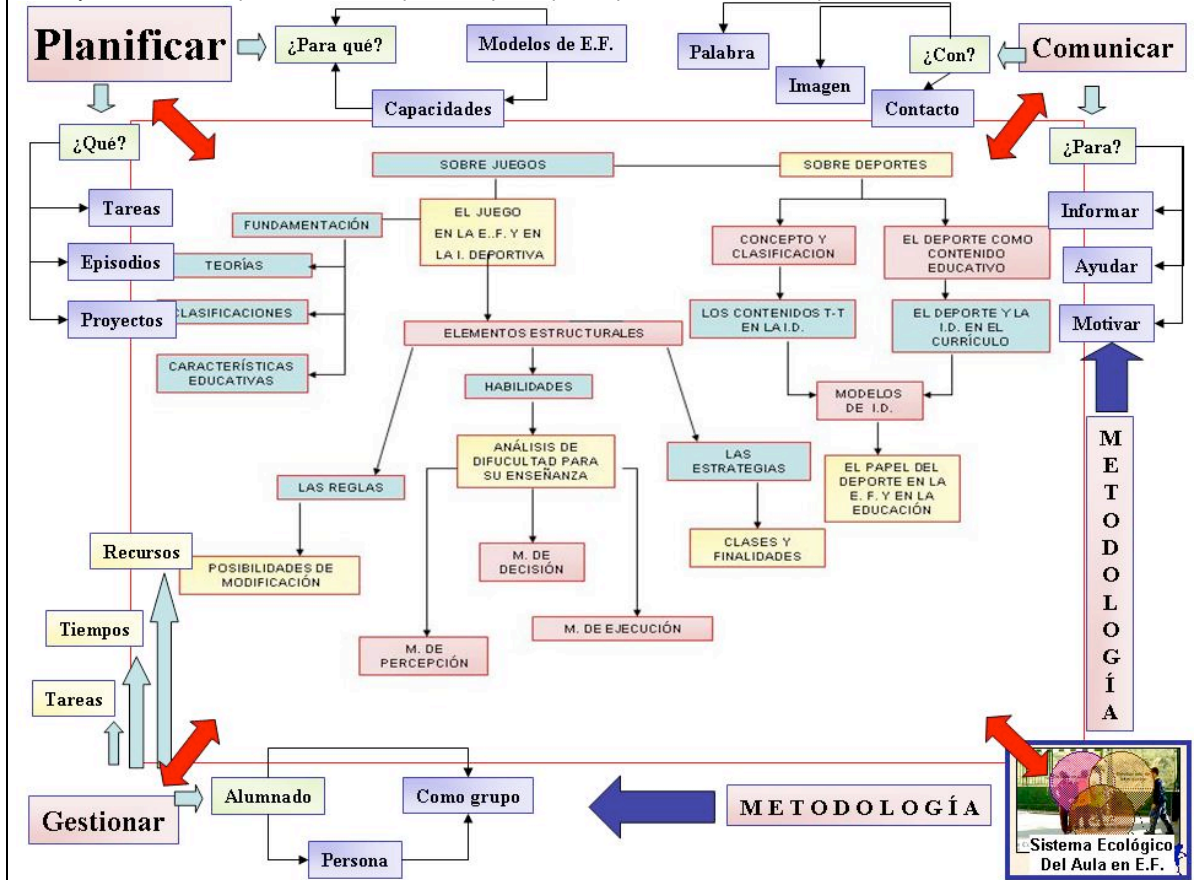 Planificar
¿Para qué?
Modelos de E.F.
Capacidades
Palabra
Imagen
Contacto
¿Con?
Comunicar
¿Qué?
Tareas
Episodios
Proyectos
¿Para?
Informar
Ayudar
Motivar
SOBRE JUEGOS
SOBRE DEPORTES
FUNDAMENTACIÓN
TEORÍAS
CLASIFICACIONES
CARACTERÍSTICAS
EDUCATIVAS
EL JUEGO
EN LA E..F. Y EN
LA I. DEPORTIVA
CONCEPTO Y
CLASIFICACION
EL DEPORTE COMO
CONTENIDO
EDUCATIVO
LOS CONTENIDOS T-T
EN LA I.D.
EL DEPORTE Y LA
I.D. EN EL
CURRÍCULO
ELEMENTOS ESTRUCTURALES
HABILIDADES
MODELOS
DE I.D.
ANÁLISIS DE
DIFUCULTAD PARA
SU ENSEÑANZA
LAS
ESTRATEGIAS
EL PAPEL DEL
DEPORTE EN LA
E. F. Y EN LA
EDUCACIÓN
LAS REGLAS
CLASES Y
FINALIDADES
POSIBILIDADES DE
MODIFICACIÓN
M. DE
DECISIÓN
M. DE EJECUCIÓN
M. DE
PERCEPCIÓN
Recursos
Tiempos
Tareas
METODOLOGÍA
Gestionar
Alumnado
Como grupo
Persona
METODOLOGÍA
Sistema Ecológico
Del Aula en E.F.